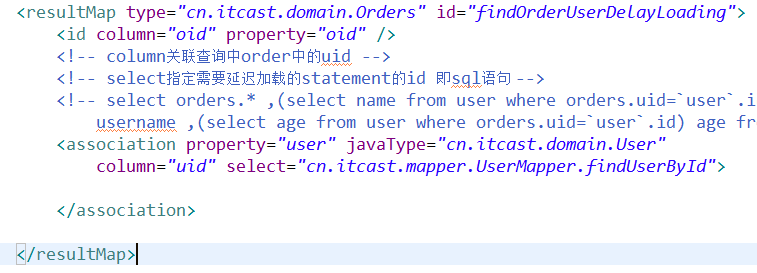 <resultMap type="cn.itcast.domain.Orders" id="findOrderUserDelayLoading">
<id column="oid" property="oid" />
<!-- column关联查询中order中的uid -->
<!-- select指定需要延迟加载的statement的id 即sql语句 -->
<!-- select orders.* ,(select name from user where orders.uid=`user`.i
username ,(select age from user where orders.uid=`user`.id) age fr
<association property="user" javaType="cn.itcast.domain.User"
column="uid" select="cn.itcast.mapper.UserMapper.findUserById">
</association>
</resultMap>